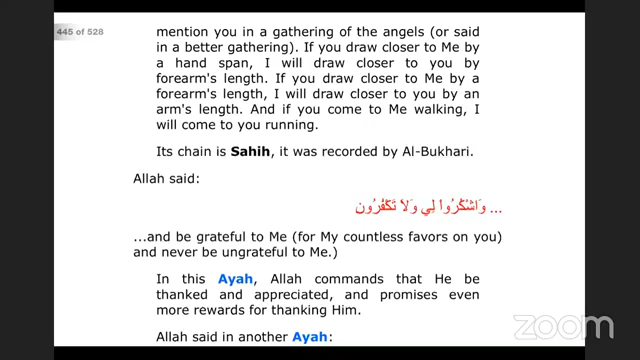 445 of 528
mention you in a gathering of the angels (or said
in a better gathering). If you draw closer to Me by
a hand span, I will draw closer to you by
forearm's length. If you draw closer to Me by a
forearm's length, I will draw closer to you by an
arm's length. And if you come to Me walking, I
will come to you running.
Its chain is Sahih, it was recorded by Al-Bukhari.
Allah said:
... وَاشْكُرُواْ لِي وَلاَ تَكْفُرُونِ
...and be grateful to Me (for My countless favors on you)
and never be ungrateful to Me.)
In this Ayah, Allah commands that He be
thanked and appreciated, and promises even
more rewards for thanking Him.
Allah said in another Ayah:
zoom